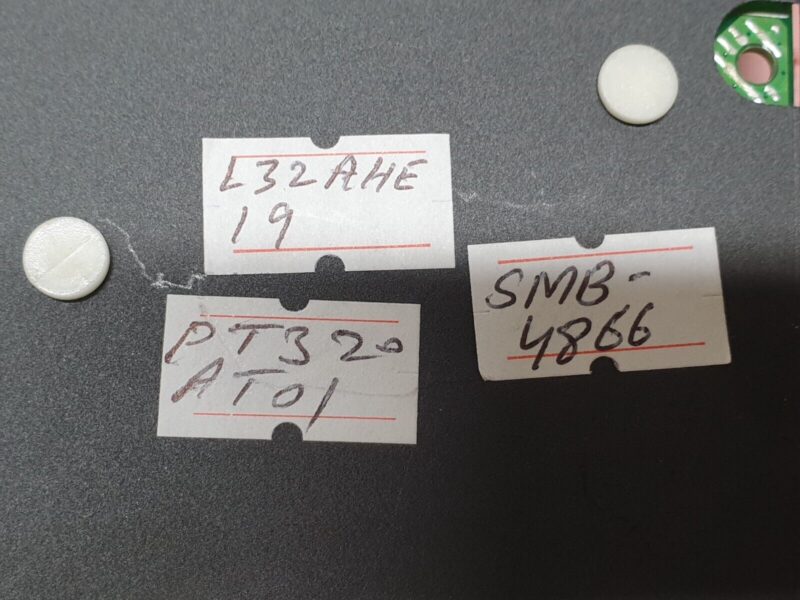 L32AHE
19
PT320
AT01
SMB-
4866